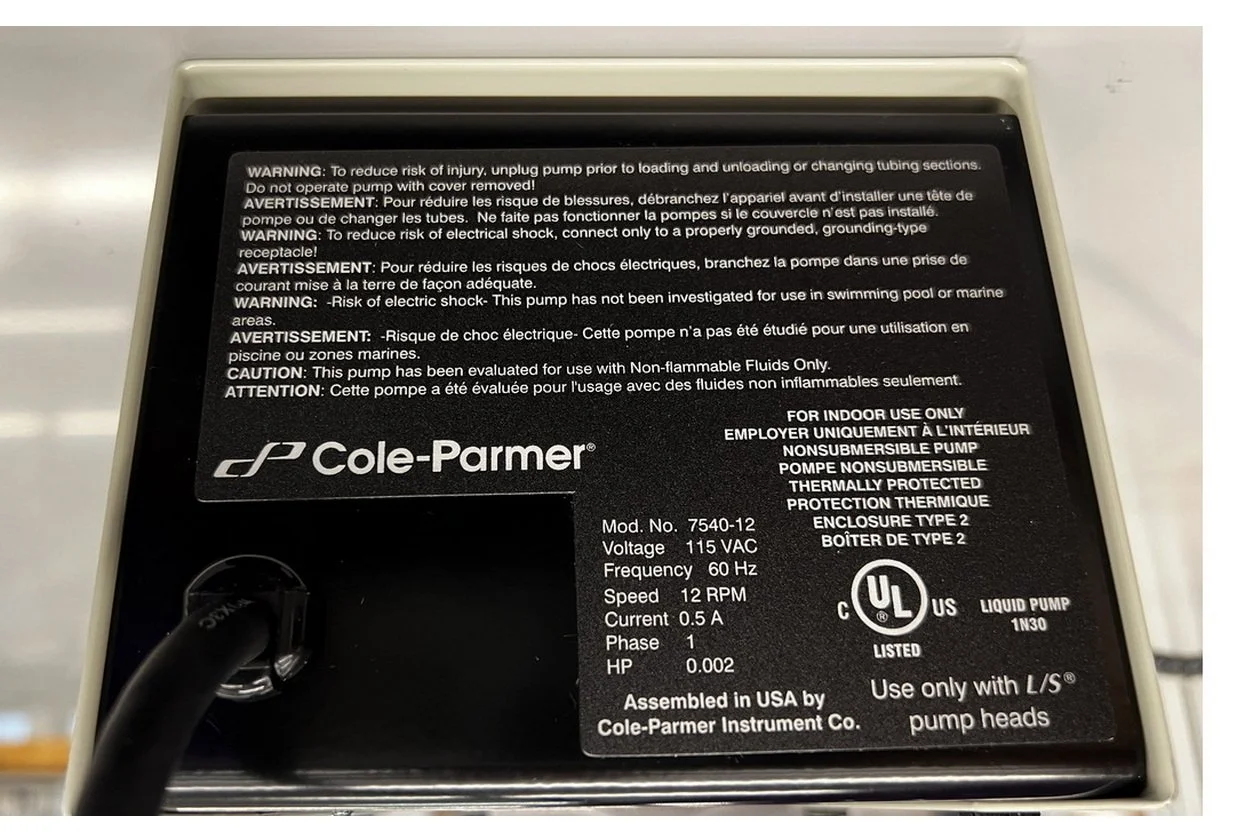 WARNING: To reduce risk of injury, unplug pump prior to loading and unloading or changing tubing sections.
Do not operate pump with cover removed!
AVERTISSEMENT: Pour réduire les risque de blessures, débranchez l'appareil avant d'installer une tête de
pompe ou de changer les tubes. Ne faite pas fonctionner la pompes si le couvercle n'est pas installé.
WARNING: To reduce risk of electrical shock, connect only to a properly grounded, grounding-type
receptacle!
AVERTISSEMENT: Pour réduire les risques de chocs électriques, branchez la pompe dans une prise de
courant mise à la terre de façon adéquate.
WARNING: -Risk of electric shock- This pump has not been investigated for use in swimming pool or marine
areas.
AVERTISSEMENT: -Risque de choc électrique- Cette pompe n'a pas été étudié pour une utilisation en
piscine ou zones marines.
CAUTION: This pump has been evaluated for use with Non-flammable Fluids Only.
ATTENTION: Cette pompe a été évaluée pour l'usage avec des fluides non inflammables seulement.
Cole-Parmer®
FOR INDOOR USE ONLY
EMPLOYER UNIQUEMENT À L'INTÉRIEUR
NONSUBMERSIBLE PUMP
POMPE NONSUBMERSIBLE
THERMALLY PROTECTED
PROTECTION THERMIQUE
ENCLOSURE TYPE 2
BOÎTER DE TYPE 2
Mod. No. 7540-12
Voltage 115 VAC
Frequency 60 Hz
Speed 12 RPM
Current 0.5 A
Phase 1
HP 0.002
Assembled in USA by
Cole-Parmer Instrument Co.
C UL® US
LISTED
LIQUID PUMP
1N30
Use only with L/S®
pump heads